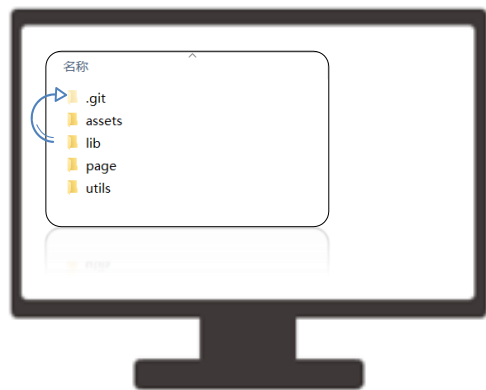 名称
.git
assets
lib
page
utils